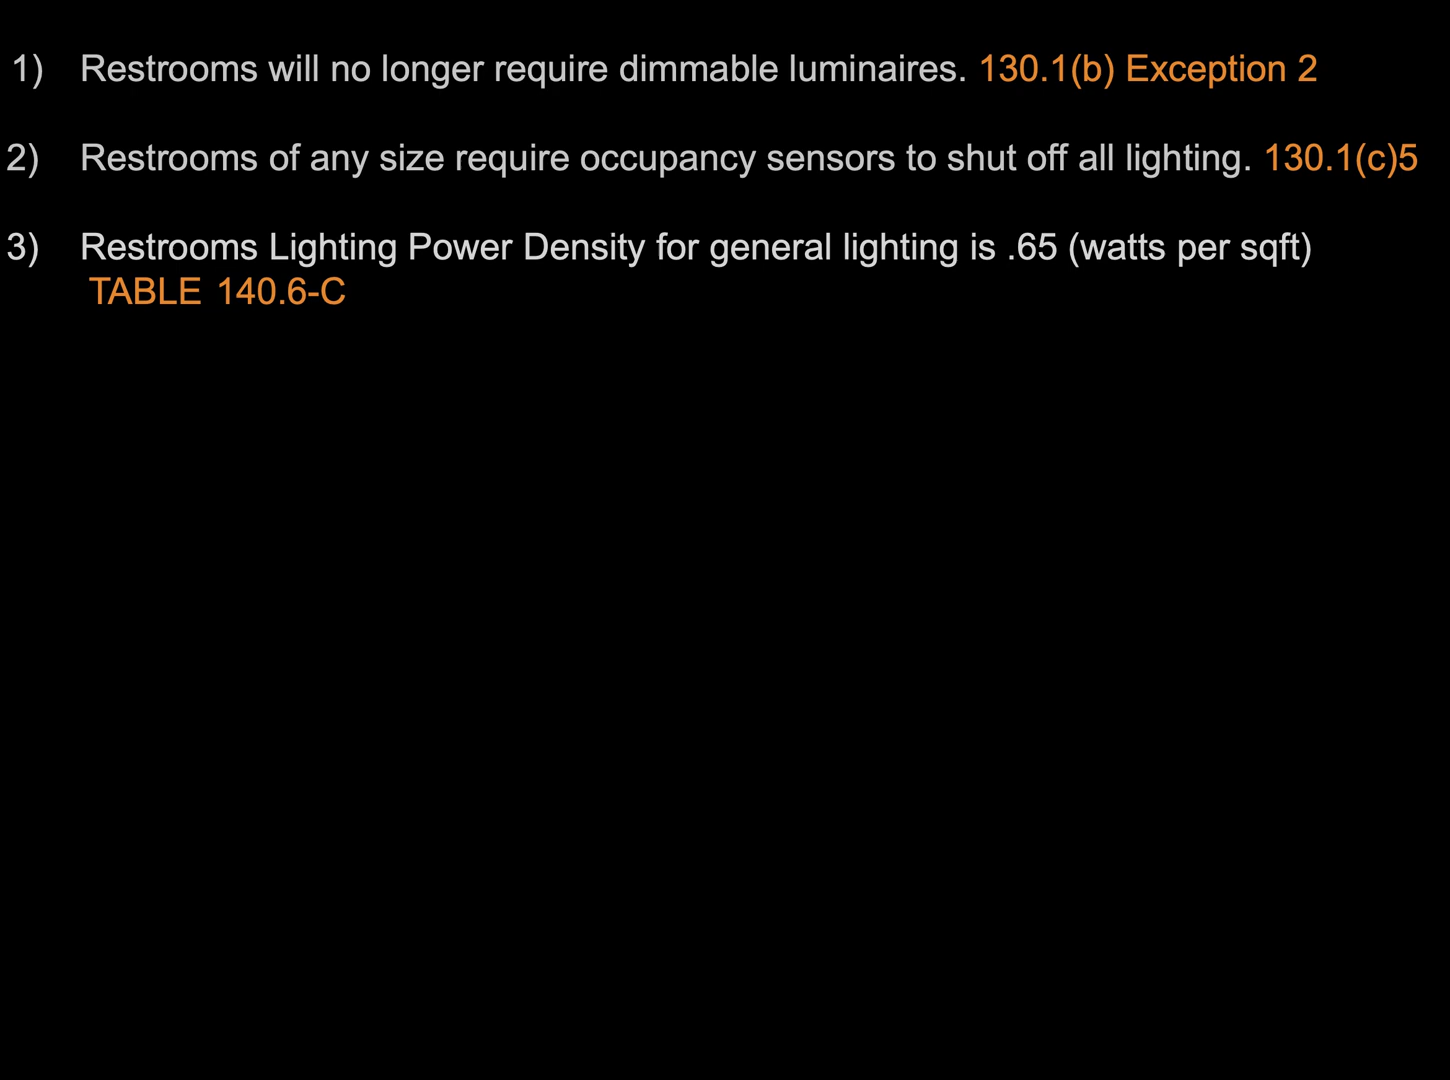 1) Restrooms will no longer require dimmable luminaires. 130.1(b) Exception 2
2) Restrooms of any size require occupancy sensors to shut off all lighting. 130.1(c)5
3) Restrooms Lighting Power Density for general lighting is .65 (watts per sqft)
TABLE 140.6-C